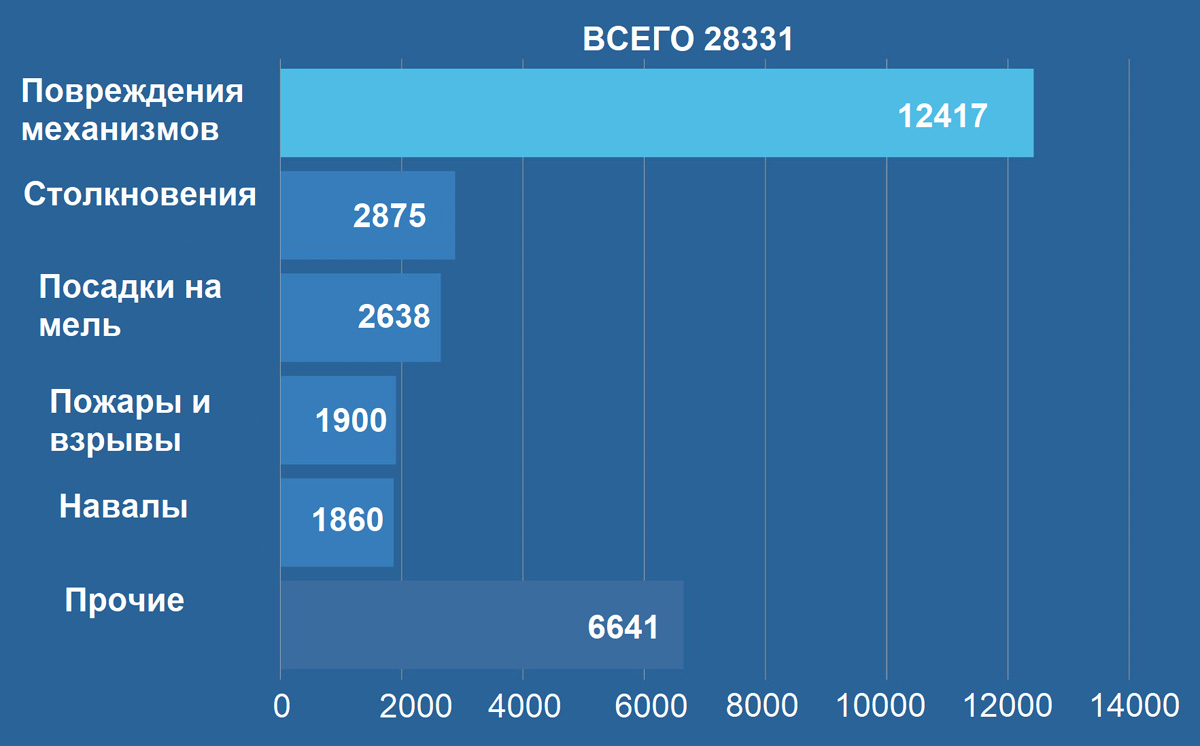 ВСЕГО 28331
Повреждения
механизмов
12417
Столкновения
2875
Посадки на
мель
2638
Пожары и
взрывы
1900
Навалы
1860
Прочие
6641
0 2000 4000 6000 8000 10000 12000 14000